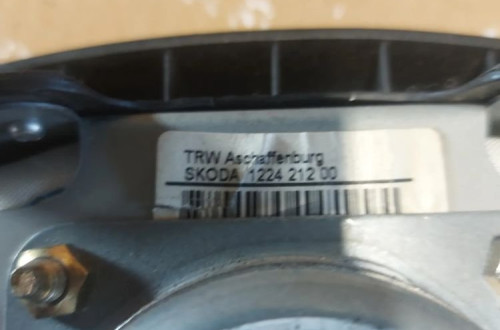 TRW Aschaffenburg
SKODA 1224 212 00